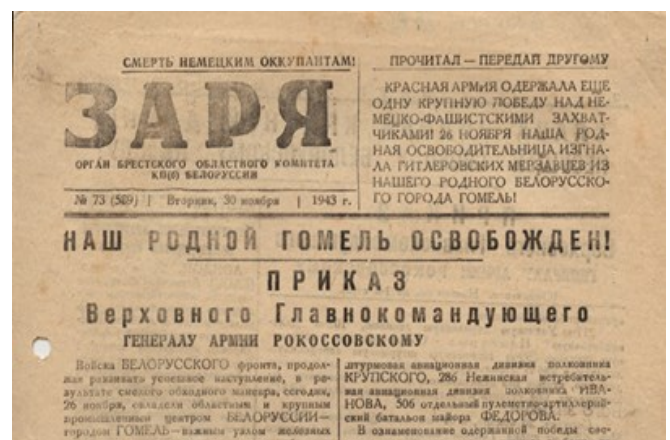 СМЕРТЬ НЕМЕЦКИМ ОККУПАНТАМ!
ЗАРЯ
ОРГАН БРЕСТСКОГО ОБЛАСТНОГО КОМИТЕТА
КП(б) БЕЛОРУССИИ
№ 73 (589) | Вторник, 30 ноября | 1943 г.
ПРОЧИТАЛ — ПЕРЕДАЙ ДРУГОМУ
КРАСНАЯ АРМИЯ ОДЕРЖАЛА ЕЩЕ
ОДНУ КРУПНУЮ ПОБЕДУ НАД НЕ-
МЕЦКО-ФАШИСТСКИМИ ЗАХВАТ-
ЧИКАМИ! 26 НОЯБРЯ НАША РОД-
НАЯ ОСВОБОДИТЕЛЬНИЦА ИЗГНА-
ЛА ГИТЛЕРОВСКИХ МЕРЗАВЦЕВ ИЗ
НАШЕГО РОДНОГО БЕЛОРУССКО-
ГО ГОРОДА ГОМЕЛЬ!
НАШ РОДНОЙ ГОМЕЛЬ ОСВОБОЖДЕН!
ПРИКАЗ
Верховного Главнокомандующего
ГЕНЕРАЛУ АРМИИ РОКОССОВСКОМУ
Войска БЕЛОРУССКОГО фронта, продол-
жая развивать успешное наступление, в ре-
зультате смелого обходного маневра, сегодня,
26 ноября, овладели областным и крупным
промышленным центром БЕЛОРУССИИ—
городом ГОМЕЛЬ—важным узлом железных
штурмовая авиационная дивизия полковника
КРУПСКОГО, 286 Нежинская истребитель-
ная авиационная дивизия полковника ИВА-
НОВА, 506 отдельный пулеметно-артиллерий-
ский батальон майора ФЕДОРОВА.
В ознаменование одержанной победы сое-